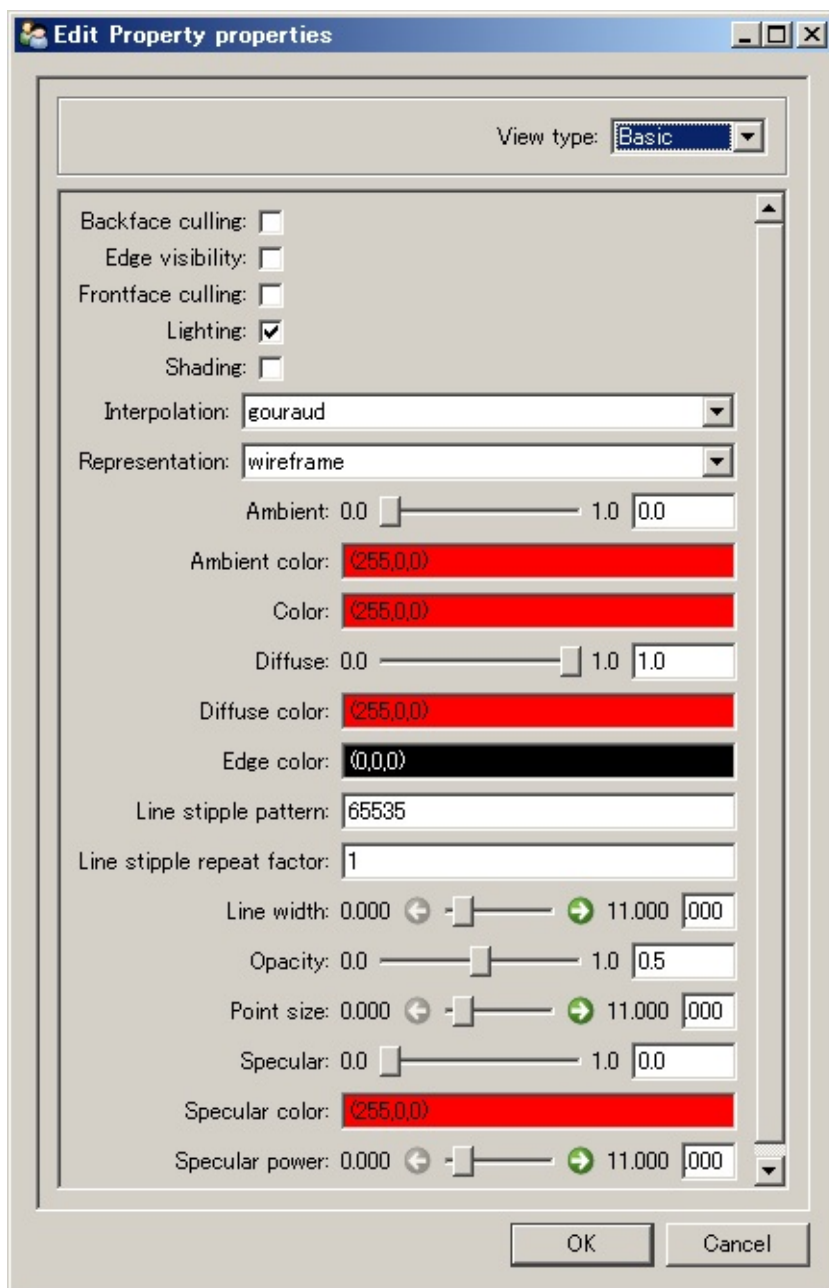 Edit Property properties
View type: Basic
Backface culling:
Edge visibility:
Frontface culling:
Lighting:
Shading:
Interpolation: gouraud
Representation: wireframe
Ambient: 0.0 1.0 0.0
Ambient color: (255,0,0)
Color: (255,0,0)
Diffuse: 0.0 1.0 1.0
Diffuse color: (255,0,0)
Edge color: (0,0,0)
Line stipple pattern: 65535
Line stipple repeat factor: 1
Line width: 0.000 11.000 .000
Opacity: 0.0 1.0 0.5
Point size: 0.000 11.000 .000
Specular: 0.0 1.0 0.0
Specular color: (255,0,0)
Specular power: 0.000 11.000 .000
OK Cancel